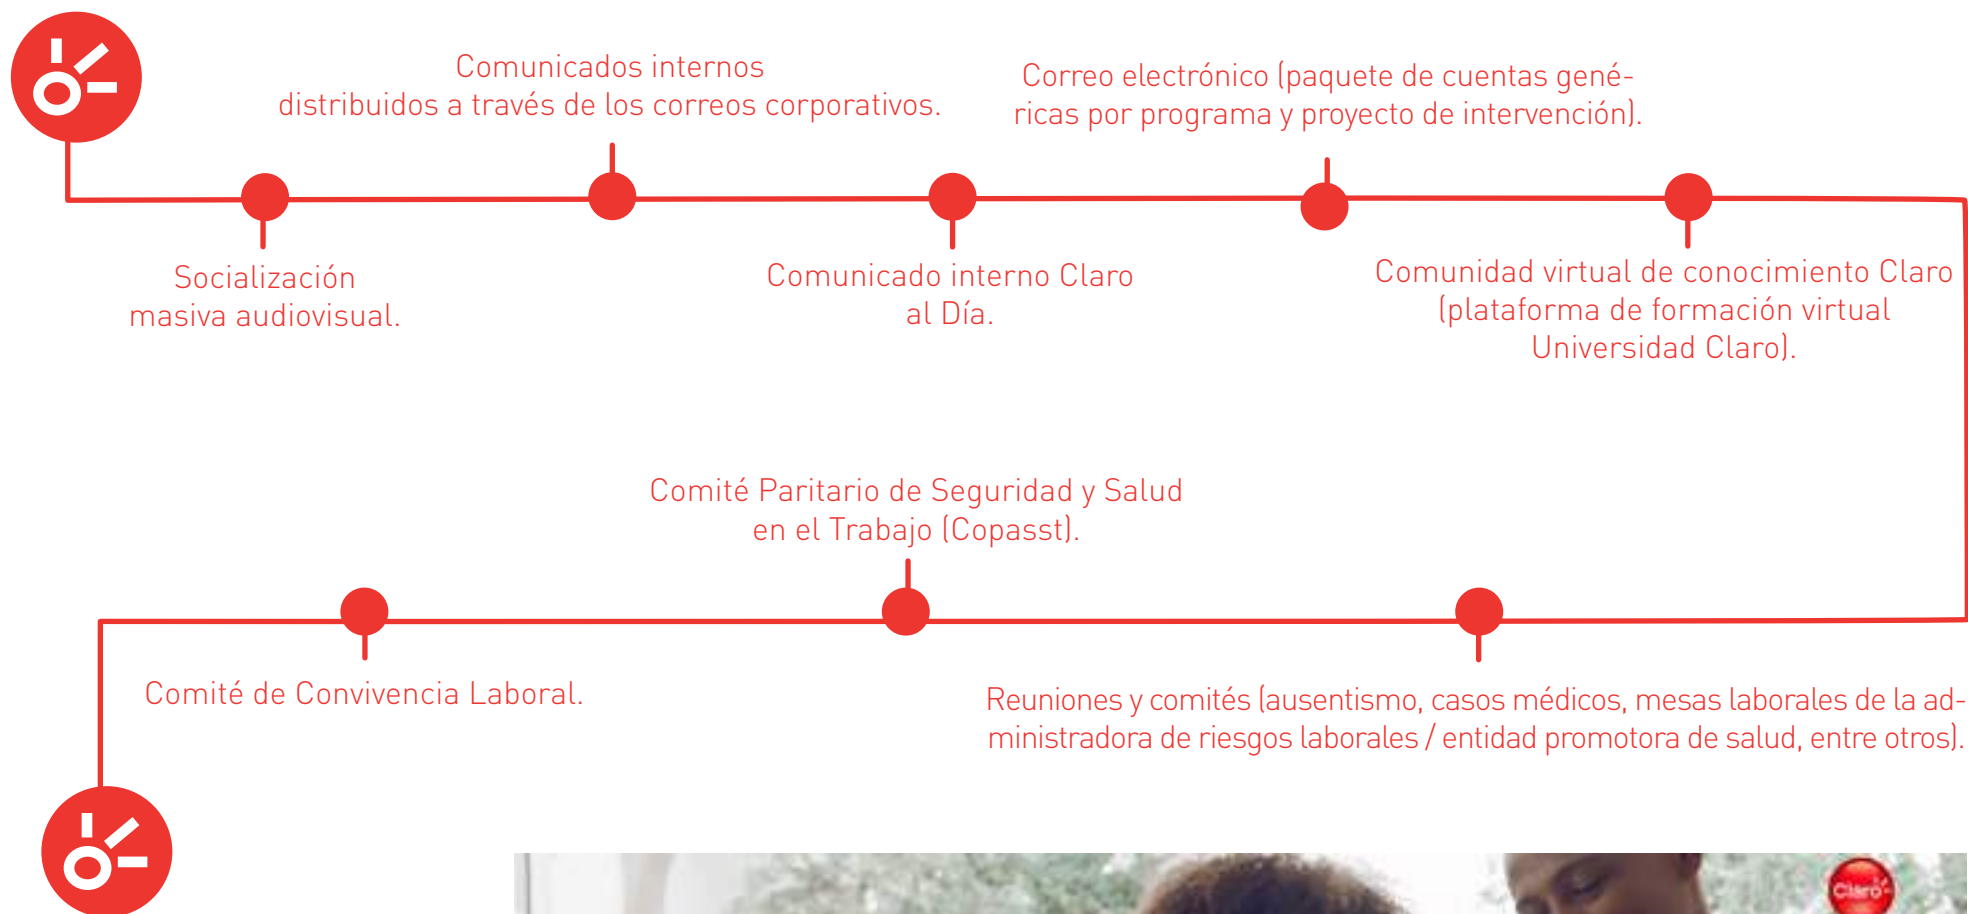 Comunicados internos
distribuidos a través de los correos corporativos.
Correo electrónico (paquete de cuentas gené-
ricas por programa y proyecto de intervención).
Socialización
masiva audiovisual.
Comunicado interno Claro
al Día.
Comunidad virtual de conocimiento Claro
(plataforma de formación virtual
Universidad Claro).
Comité Paritario de Seguridad y Salud
en el Trabajo (Copasst).
Comité de Convivencia Laboral.
Reuniones y comités (ausentismo, casos médicos, mesas laborales de la ad-
ministradora de riesgos laborales / entidad promotora de salud, entre otros).
Claro